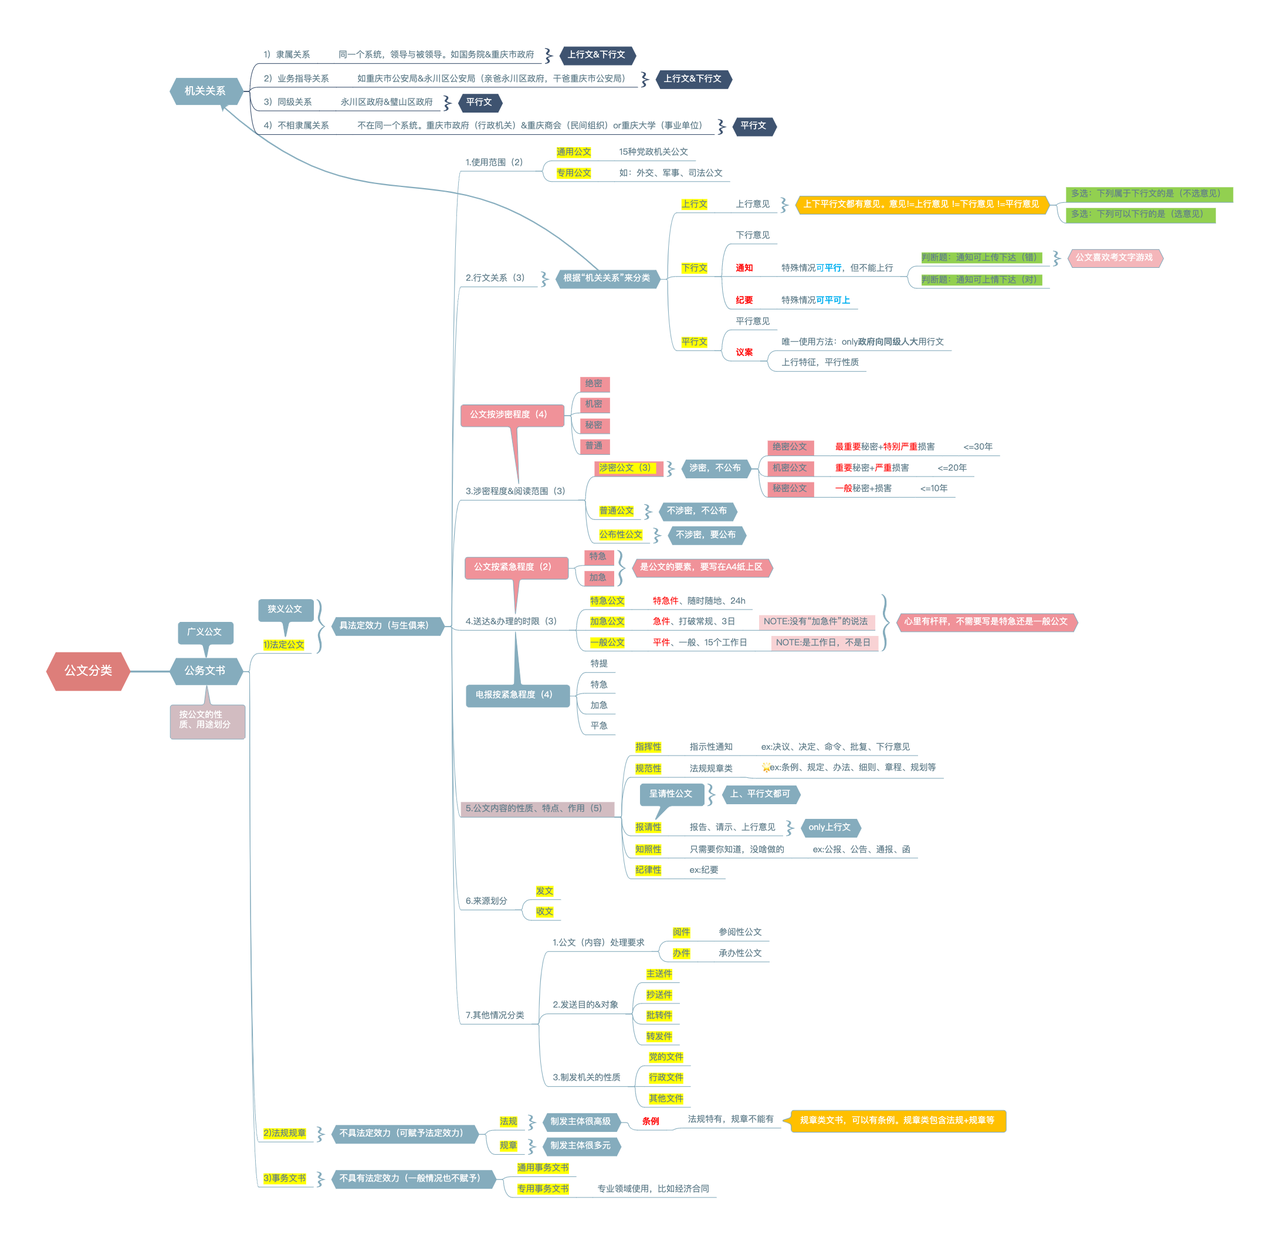 1）隶属关系 同一个系统，领导与被领导。如国务院&重庆市政府 上行文&下行文
2）业务指导关系 如重庆市公安局&永川区公安局（亲爸永川区政府，干爸重庆市公安局） 上行文&下行文
机关关系
3）同级关系 永川区政府&璧山区政府 平行文
4）不相隶属关系 不在同一个系统。重庆市政府（行政机关）&重庆商会（民间组织）or重庆大学（事业单位） 平行文
1.使用范围（2）
通用公文 15种党政机关公文
专用公文 如：外交、军事、司法公文
2.行文关系（3） 根据“机关关系”来分类
上行文 上行意见 上下平行文都有意见。意见!=上行意见 !=下行意见 !=平行意见
多选：下列属于下行文的是（不选意见）
多选：下列可以下行的是（选意见）
下行文
下行意见
通知 特殊情况可平行，但不能上行
判断题：通知可上传下达（错） 公文喜欢考文字游戏
判断题：通知可上情下达（对）
纪要 特殊情况可平可上
平行文
平行意见
议案
唯一使用方法：only政府向同级人大用行文
上行特征，平行性质
公文按涉密程度（4）
绝密
机密
秘密
普通
3.涉密程度&阅读范围（3）
涉密公文（3） 涉密，不公布
绝密公文 最重要秘密+特别严重损害 <=30年
机密公文 重要秘密+严重损害 <=20年
秘密公文 一般秘密+损害 <=10年
普通公文 不涉密，不公布
公布性公文 不涉密，要公布
公文按紧急程度（2）
特急
加急
是公文的要素，要写在A4纸上区
4.送达&办理的时限（3）
特急公文 特急件、随时随地、24h
加急公文 急件、打破常规、3日 NOTE:没有“加急件”的说法
一般公文 平件、一般、15个工作日 NOTE:是工作日，不是日
心里有杆秤，不需要写是特急还是一般公文
电报按紧急程度（4）
特提
特急
加急
平急
5.公文内容的性质、特点、作用（5）
指挥性 指示性通知 ex:决议、决定、命令、批复、下行意见
规范性 法规规章类 ex:条例、规定、办法、细则、章程、规划等
呈请性公文 上、平行文都可
报请性 报告、请示、上行意见 only上行文
知照性 只需要你知道，没啥做的 ex:公报、公告、通报、函
纪律性 ex:纪要
6.来源划分
发文
收文
7.其他情况分类
1.公文（内容）处理要求
阅件 参阅性公文
办件 承办性公文
2.发送目的&对象
主送件
抄送件
批转件
转发件
3.制发机关的性质
党的文件
行政文件
其他文件
公文分类
广义公文
公务文书
按公文的性
质、用途划分
狭义公文
1)法定公文 具法定效力（与生俱来）
2)法规规章 不具法定效力（可赋予法定效力）
法规 制发主体很高级 条例 法规特有，规章不能有 规章类文书，可以有条例。规章类包含法规+规章等
规章 制发主体很多元
3)事务文书 不具有法定效力（一般情况也不赋予）
通用事务文书
专用事务文书 专业领域使用，比如经济合同